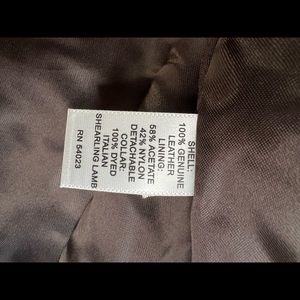 SHELL:
100% GENUINE
LEATHER
LINING:
58% ACETATE
42% NYLON
DETACHABLE
COLLAR:
100% DYED
ITALIAN
SHEARLING LAMB
RN 54023